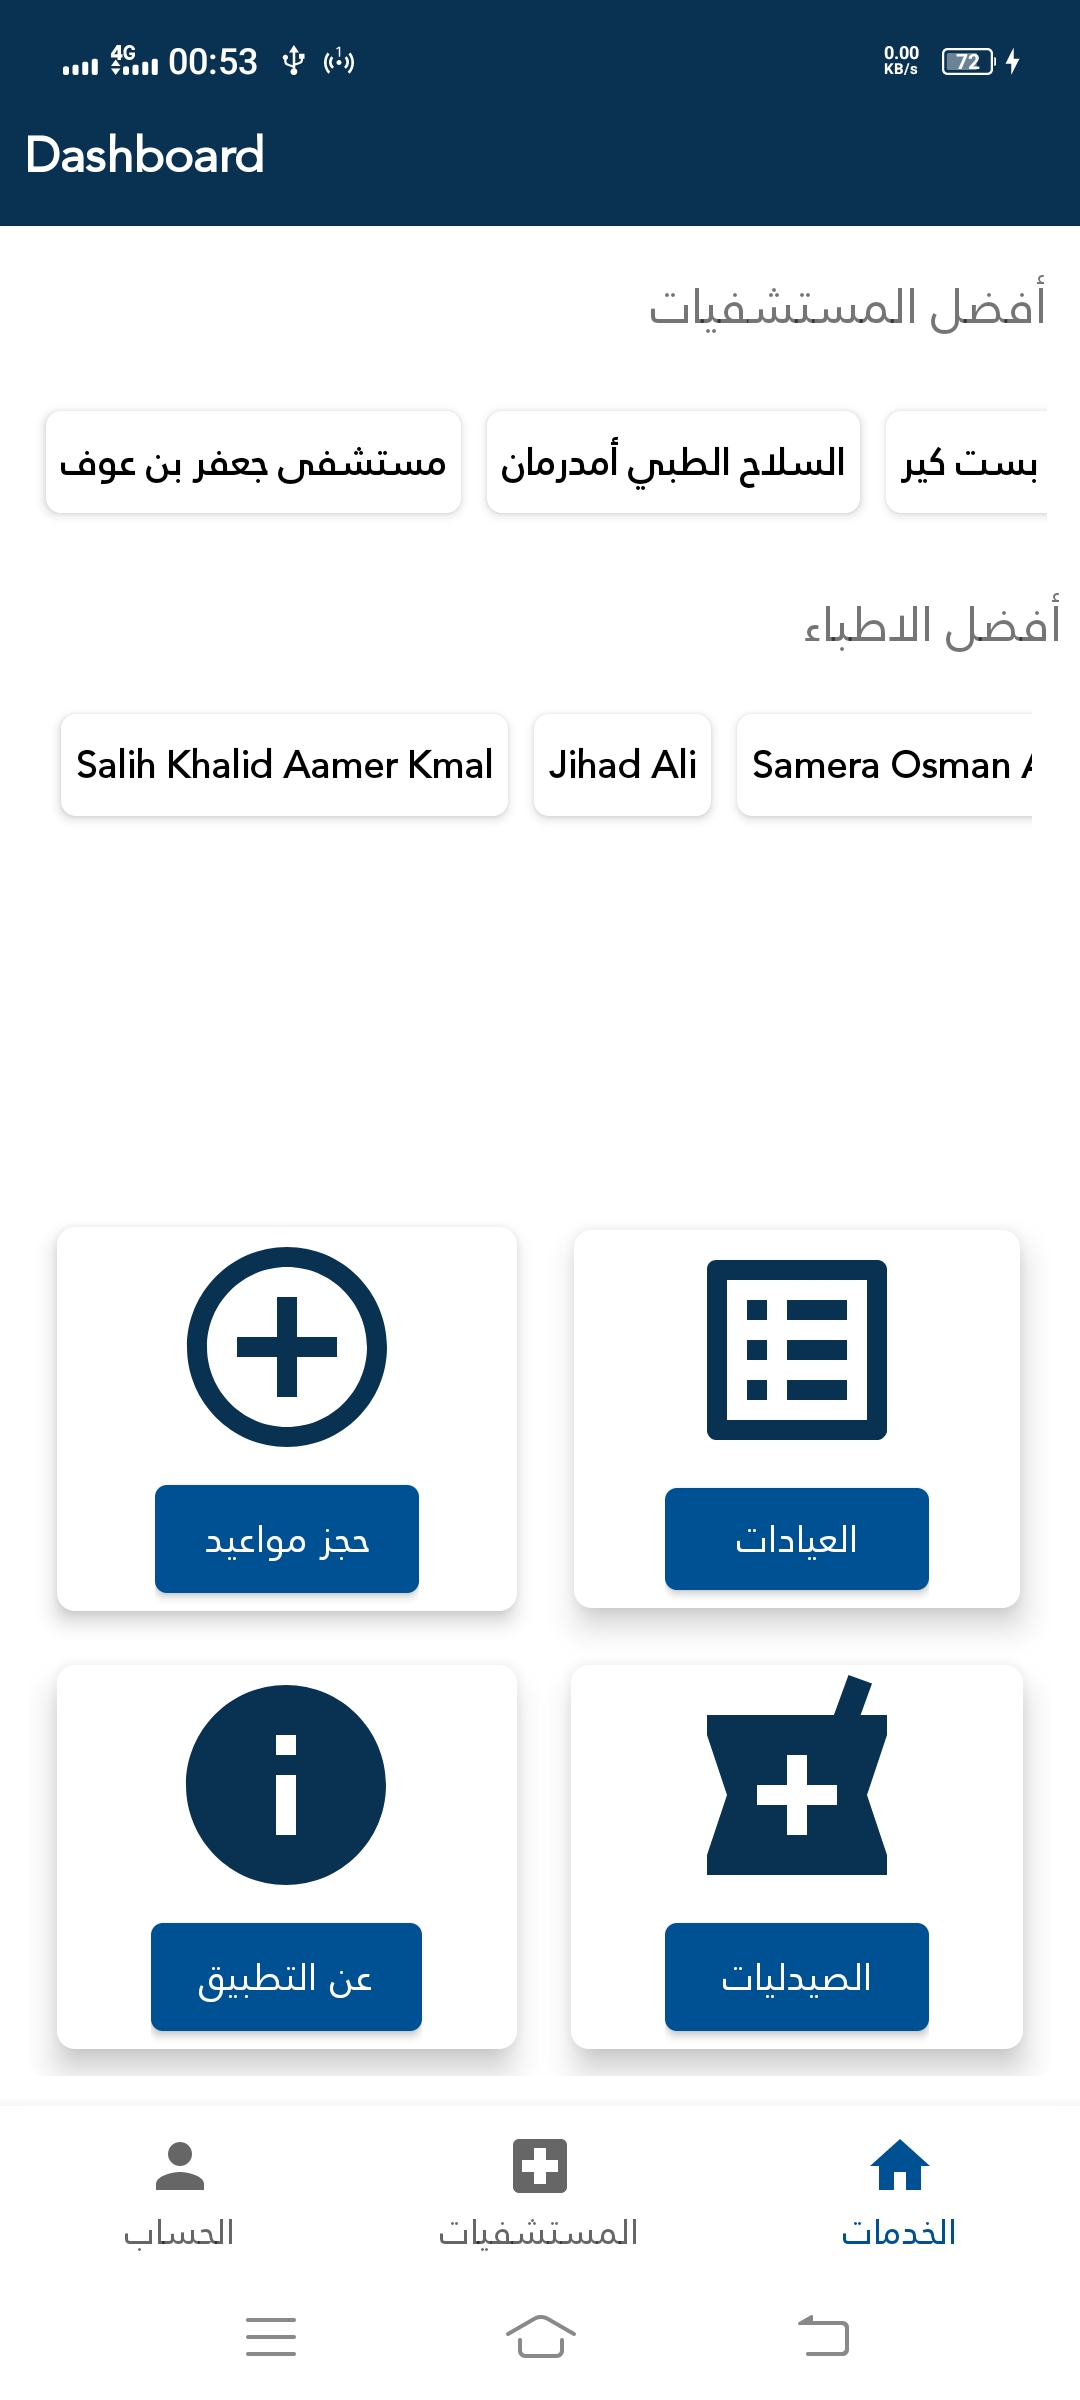 4G 00:53 1 0.00 KB/s 72
Dashboard
أفضل المستشفيات
مستشفى جعفر بن عوف
السلاح الطبي أمدرمان
بست كير
أفضل الاطباء
Salih Khalid Aamer Kmal
Jihad Ali
Samera Osman
حجز مواعيد
العيادات
عن التطبيق
الصيدليات
الحساب
المستشفيات
الخدمات